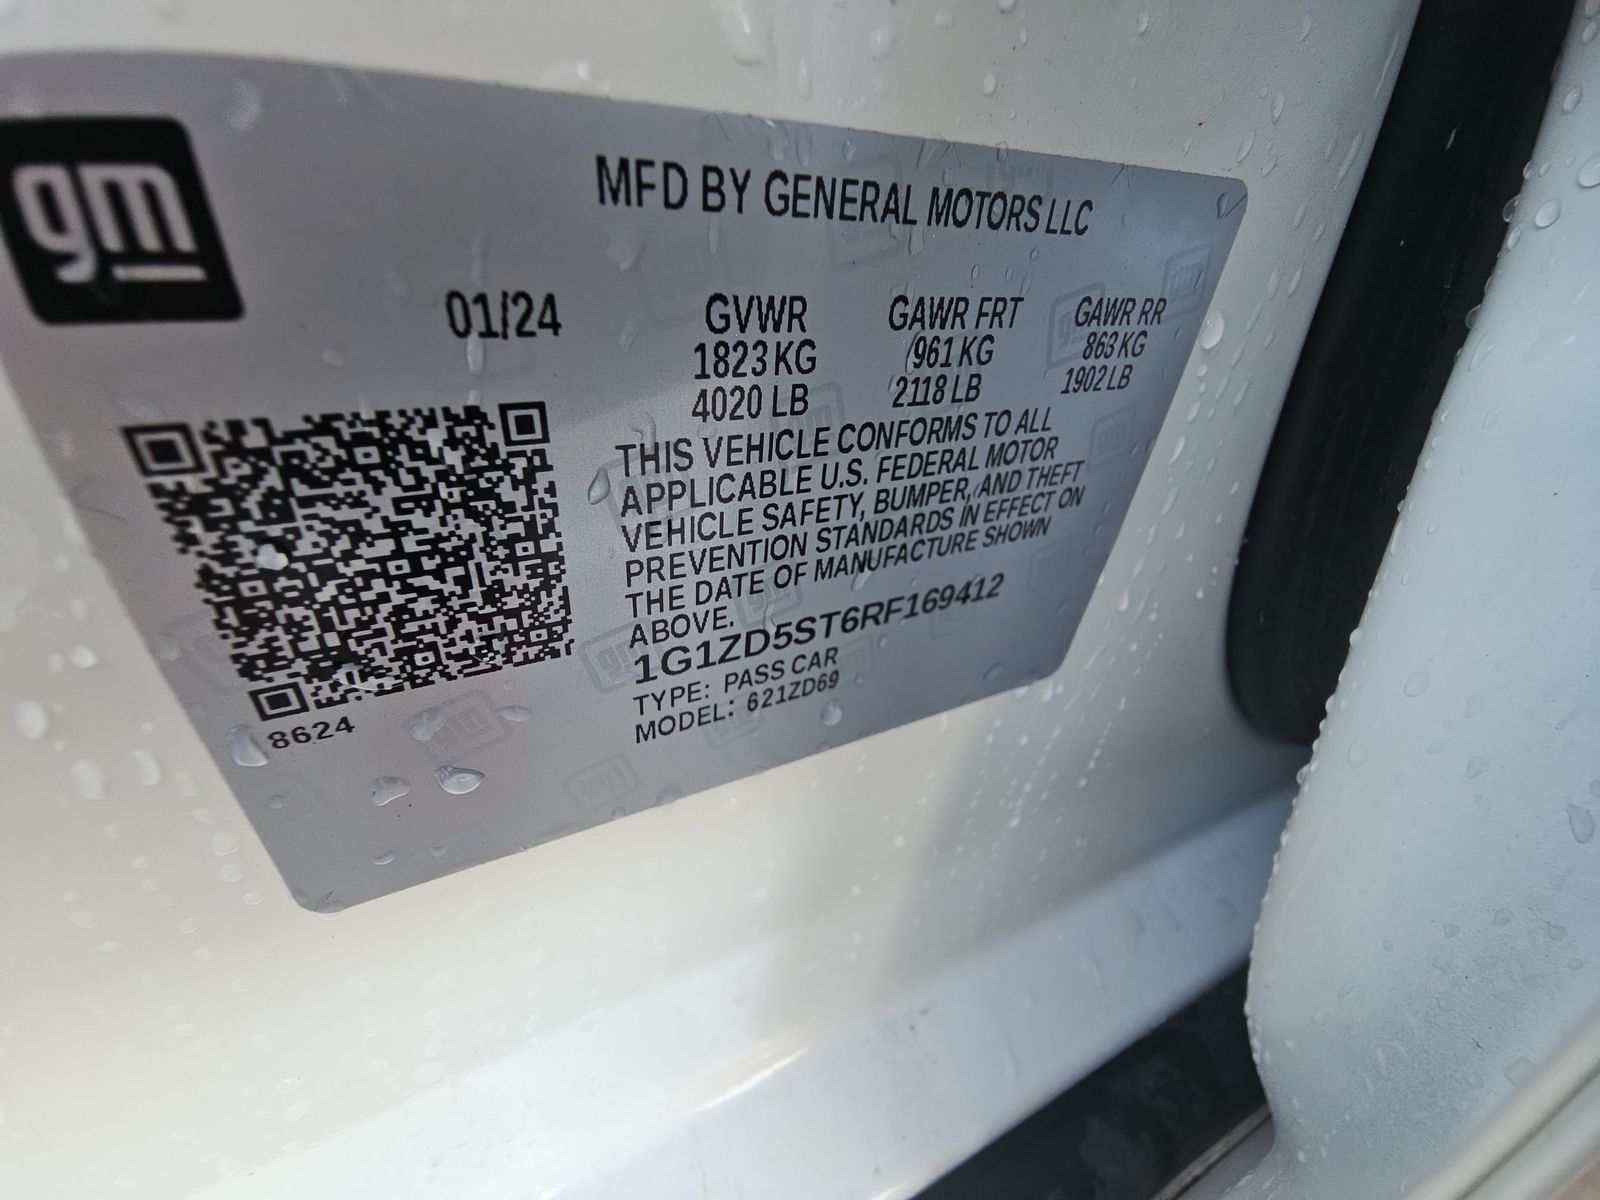 gm
MFD BY GENERAL MOTORS LLC
01/24 GVWR GAWR FRT GAWR RR
1823 KG 961 KG 863 KG
4020 LB 2118 LB 1902 LB
THIS VEHICLE CONFORMS TO ALL
APPLICABLE U.S. FEDERAL MOTOR
VEHICLE SAFETY, BUMPER, AND THEFT
PREVENTION STANDARDS IN EFFECT ON
THE DATE OF MANUFACTURE SHOWN
ABOVE.
1G1ZD5ST6RF169412
TYPE: PASS CAR
MODEL: 621ZD69
8624